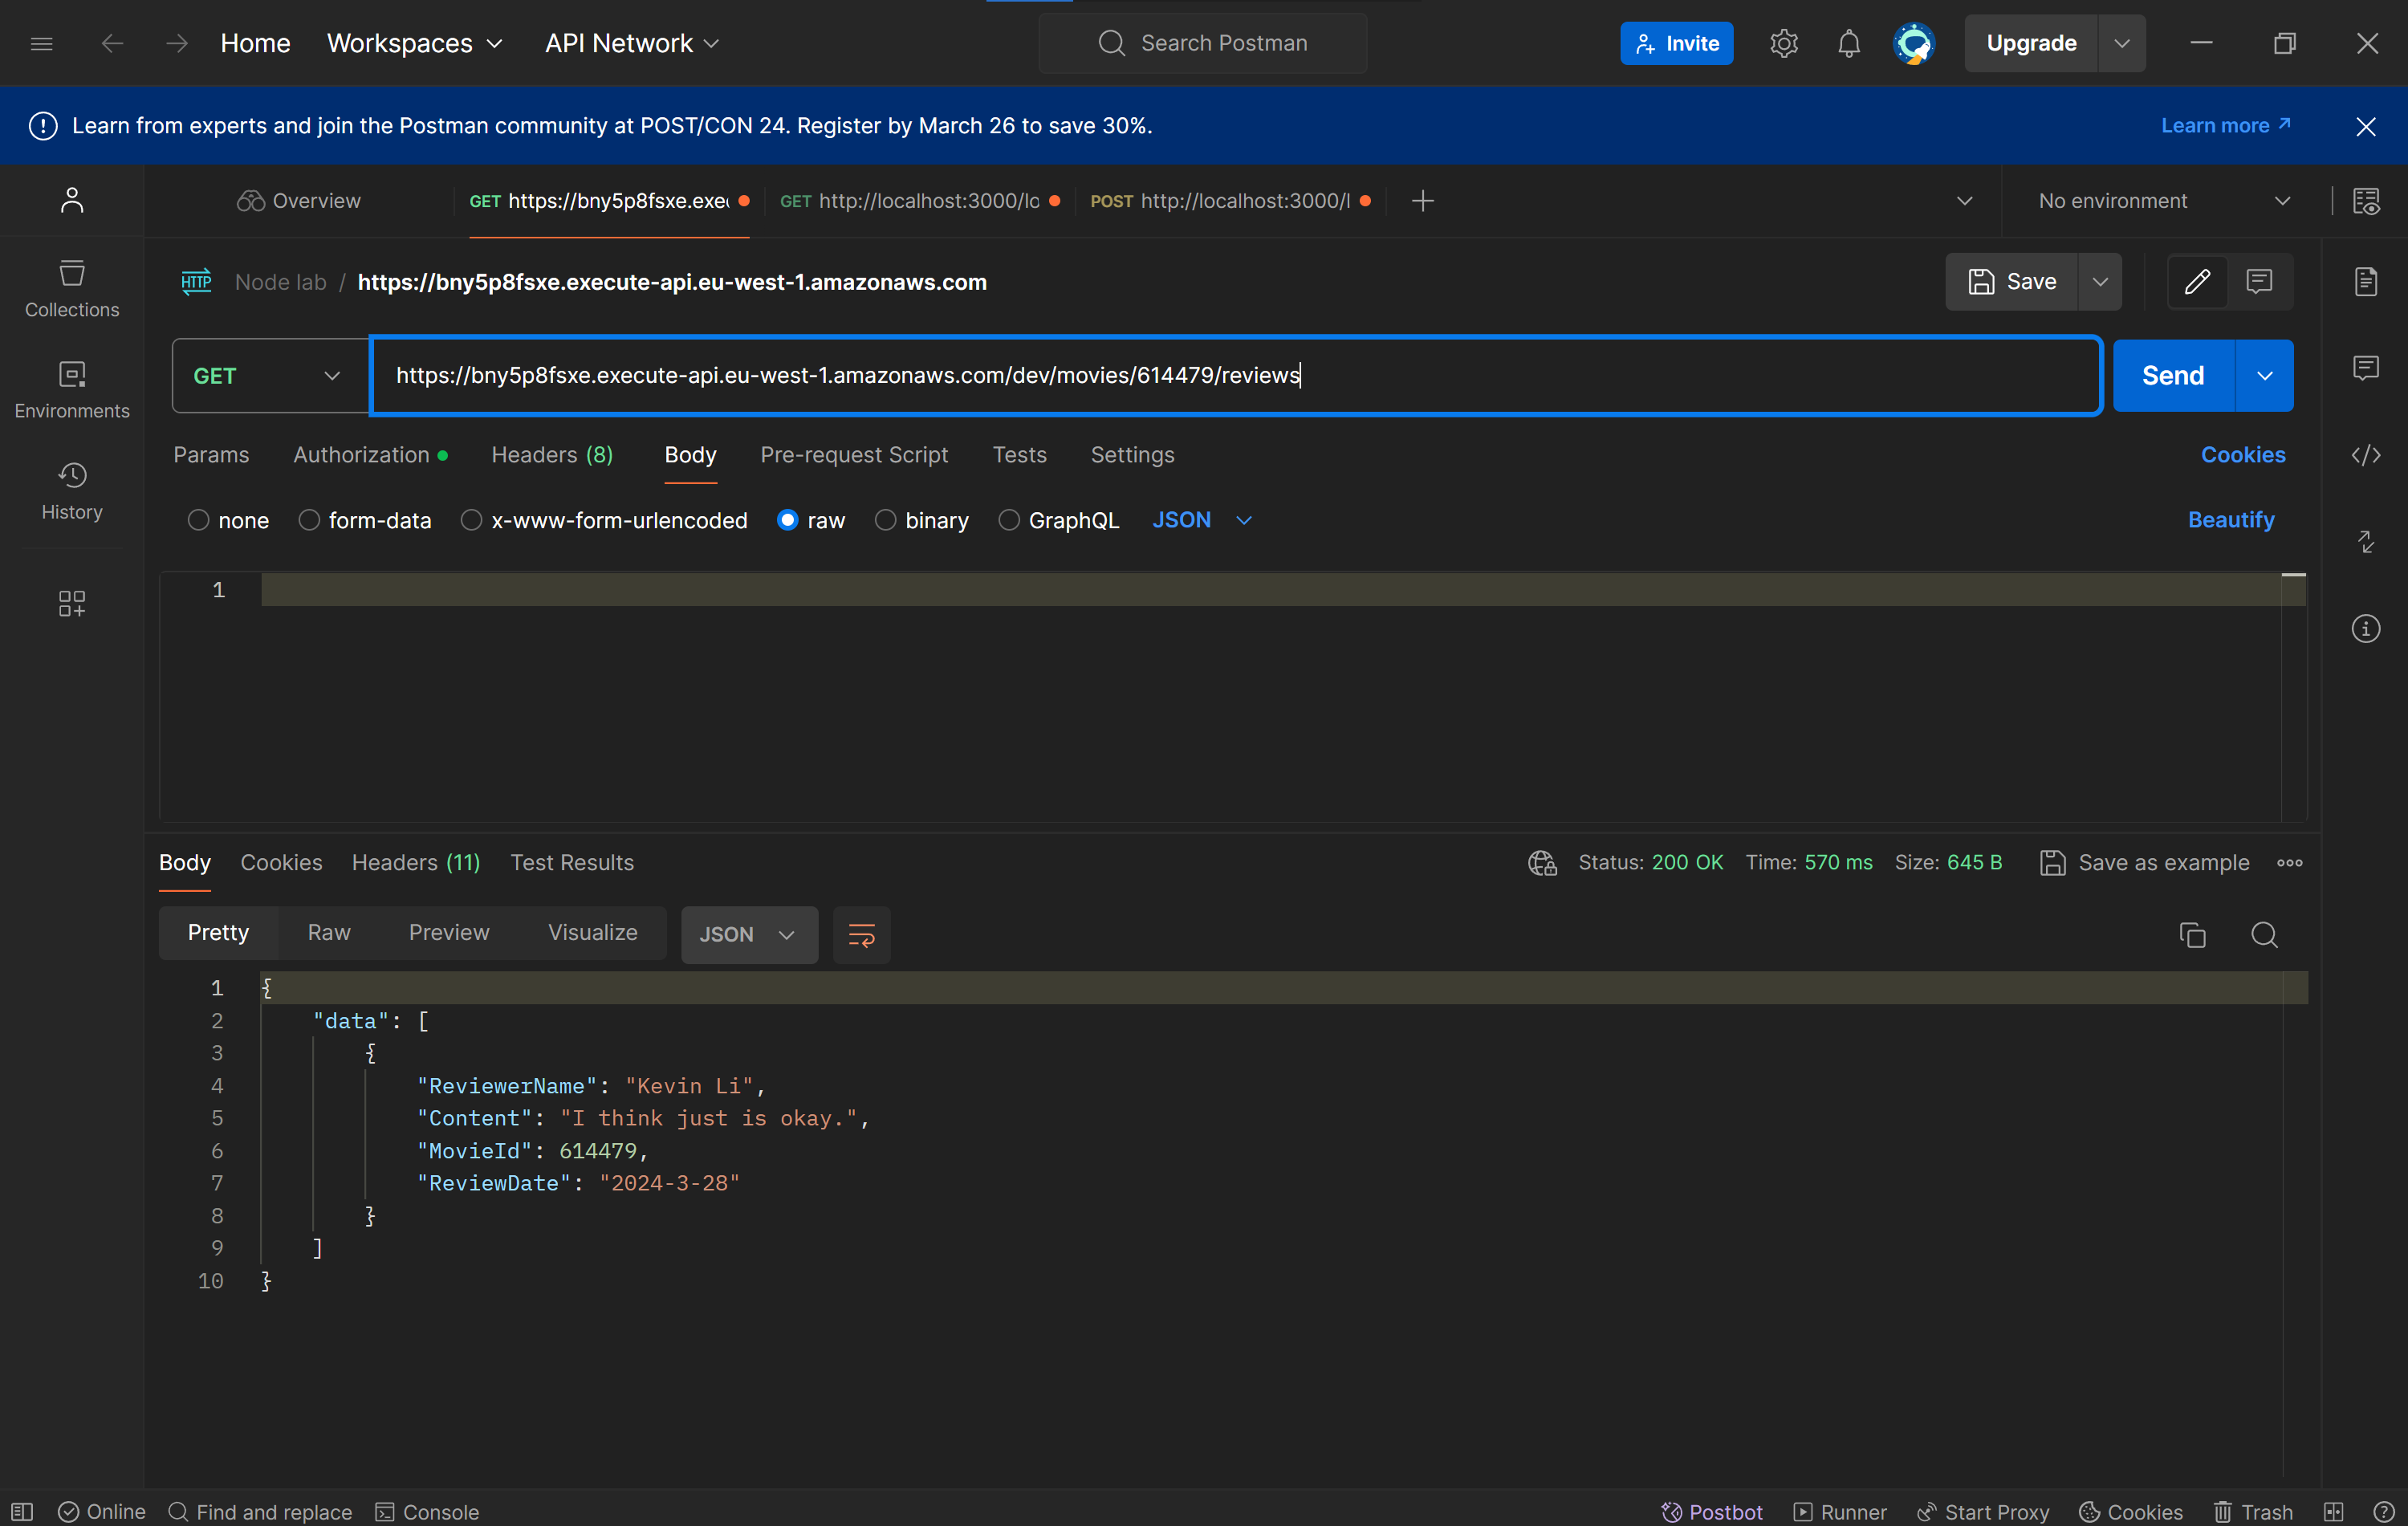 Home Workspaces API Network Search Postman Invite Upgrade
Learn from experts and join the Postman community at POST/CON 24. Register by March 26 to save 30%. Learn more
Overview GET https://bny5p8fsxe.exe GET http://localhost:3000/lo POST http://localhost:3000/l No environment
HTTP Node lab / https://bny5p8fsxe.execute-api.eu-west-1.amazonaws.com Save
Collections
GET https://bny5p8fsxe.execute-api.eu-west-1.amazonaws.com/dev/movies/614479/reviews Send
Environments
Params Authorization Headers (8) Body Pre-request Script Tests Settings Cookies
History
none form-data x-www-form-urlencoded raw binary GraphQL JSON Beautify
1
Body Cookies Headers (11) Test Results Status: 200 OK Time: 570 ms Size: 645 B Save as example
Pretty Raw Preview Visualize JSON
1 {
2 "data": [
3 {
4 "ReviewerName": "Kevin Li",
5 "Content": "I think just is okay.",
6 "MovieId": 614479,
7 "ReviewDate": "2024-3-28"
8 }
9 ]
10 }
Online Find and replace Console Postbot Runner Start Proxy Cookies Trash